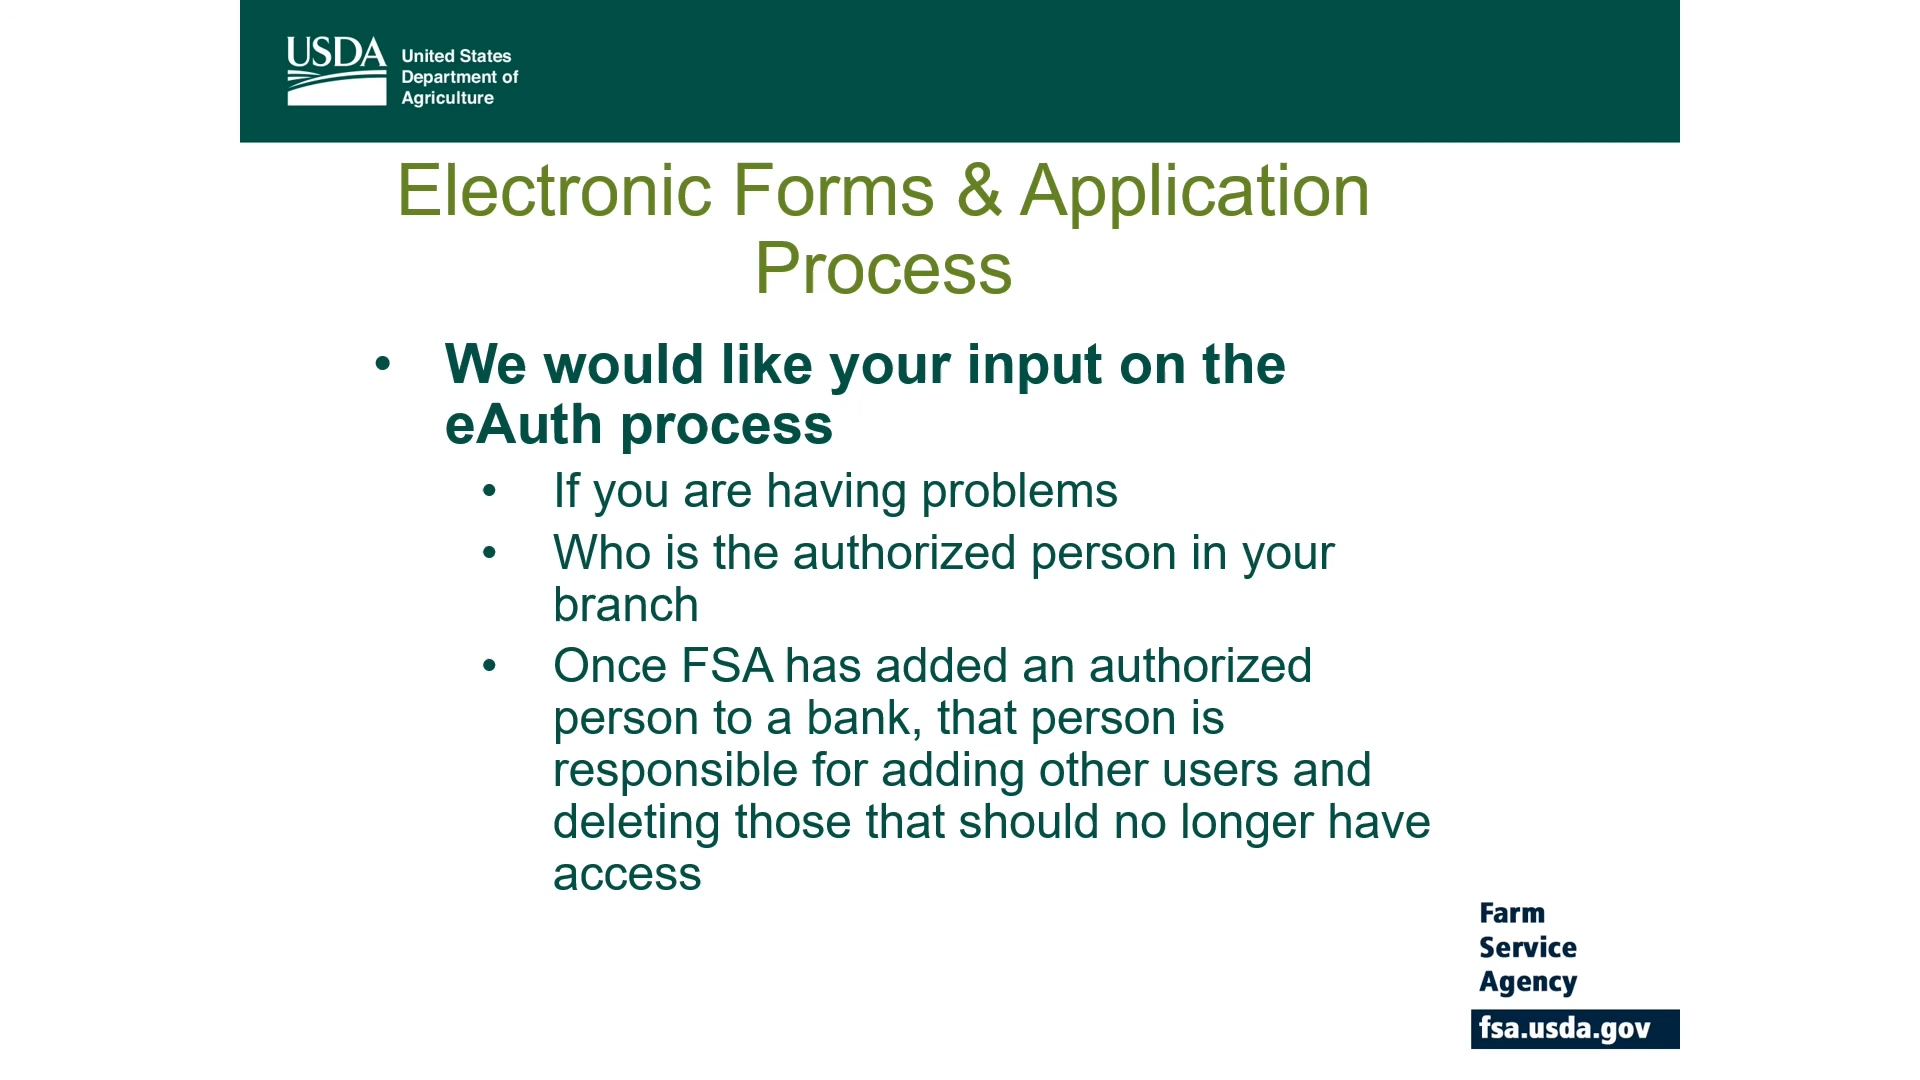 USDA
United States
Department of
Agriculture
Electronic Forms & Application
Process
• We would like your input on the
eAuth process
• If you are having problems
• Who is the authorized person in your
branch
• Once FSA has added an authorized
person to a bank, that person is
responsible for adding other users and
deleting those that should no longer have
access
Farm
Service
Agency
fsa.usda.gov